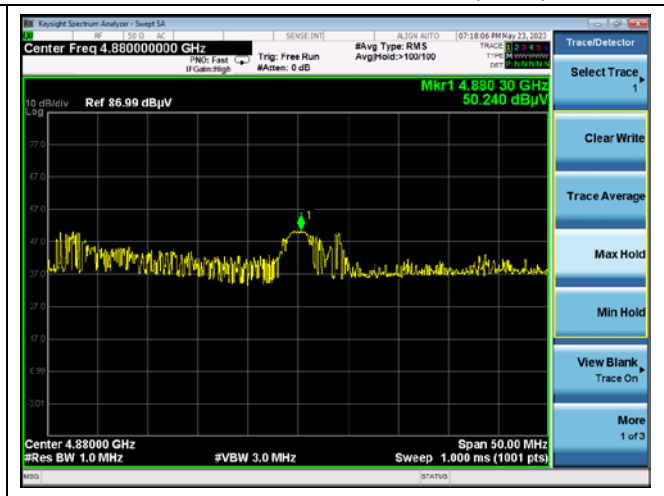 Keysight Spectrum Analyzer - Swept SA
RF 50 Ω AC SENSE:INT ALIGN AUTO 07:18:06 PM May 23, 2023
Center Freq 4.880000000 GHz
PNO: Fast
IFGain:High
Trig: Free Run
#Atten: 0 dB
#Avg Type: RMS
Avg|Hold:>100/100
TRACE 1 2 3 4 5 6
TYPE M WWWWW
DET P N N N N N
Mkr1 4.880 30 GHz
50.240 dBµV
10 dB/div Ref 86.99 dBµV
Log
77.0
67.0
57.0
47.0
37.0
27.0
17.0
6.99
-3.01
1
Center 4.88000 GHz Span 50.00 MHz
#Res BW 1.0 MHz #VBW 3.0 MHz Sweep 1.000 ms (1001 pts)
MSG STATUS
Trace/Detector
Select Trace
1
Clear Write
Trace Average
Max Hold
Min Hold
View Blank
Trace On
More
1 of 3